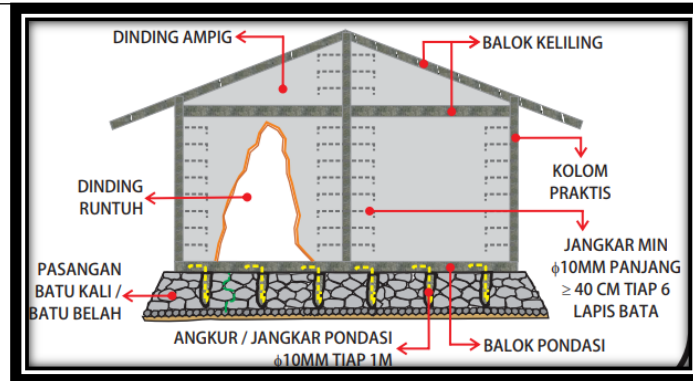 DINDING AMPIG
BALOK KELILING
DINDING
RUNTUH
KOLOM
PRAKTIS
JANGKAR MIN
ϕ10MM PANJANG
≥ 40 CM TIAP 6
LAPIS BATA
PASANGAN
BATU KALI /
BATU BELAH
ANGKUR / JANGKAR PONDASI
ϕ10MM TIAP 1M
BALOK PONDASI